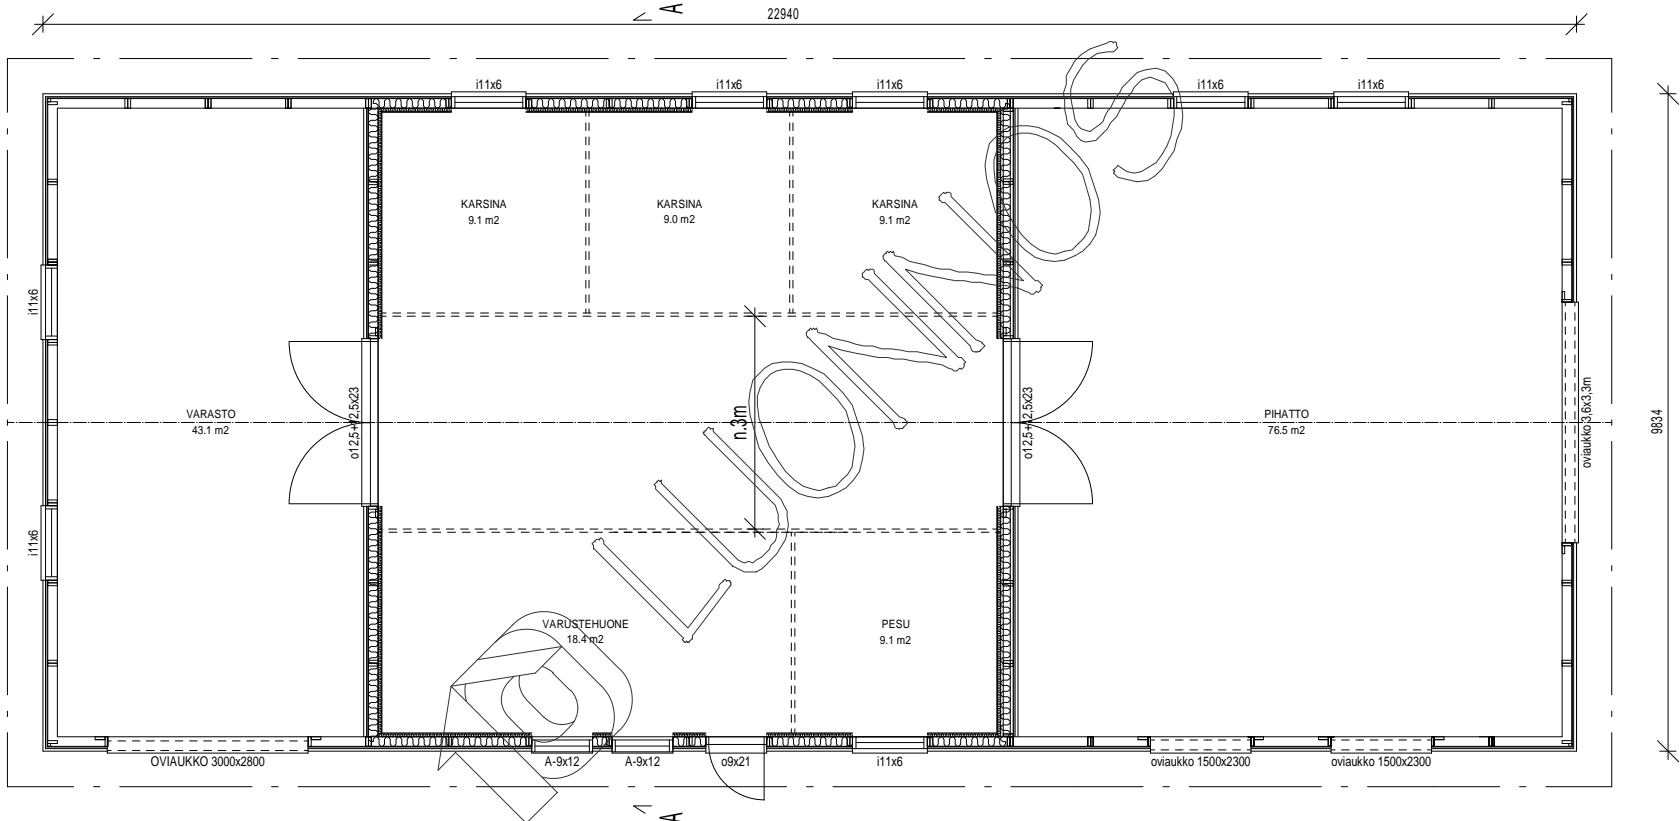 A
22940
i11x6
i11x6
i11x6
i11x6
i11x6
KARSINA
9.1 m2
KARSINA
9.0 m2
KARSINA
9.1 m2
i11x6
i11x6
VARASTO
43.1 m2
o12,5+12,5x23
n.3m
o12,5+12,5x23
PIHATTO
76.5 m2
oviaukko 3,6x3,3m
9834
LUONNOS
VARUSTEHUONE
18.4 m2
PESU
9.1 m2
OVIAUKKO 3000x2800
A-9x12
A-9x12
o9x21
i11x6
oviaukko 1500x2300
oviaukko 1500x2300
A